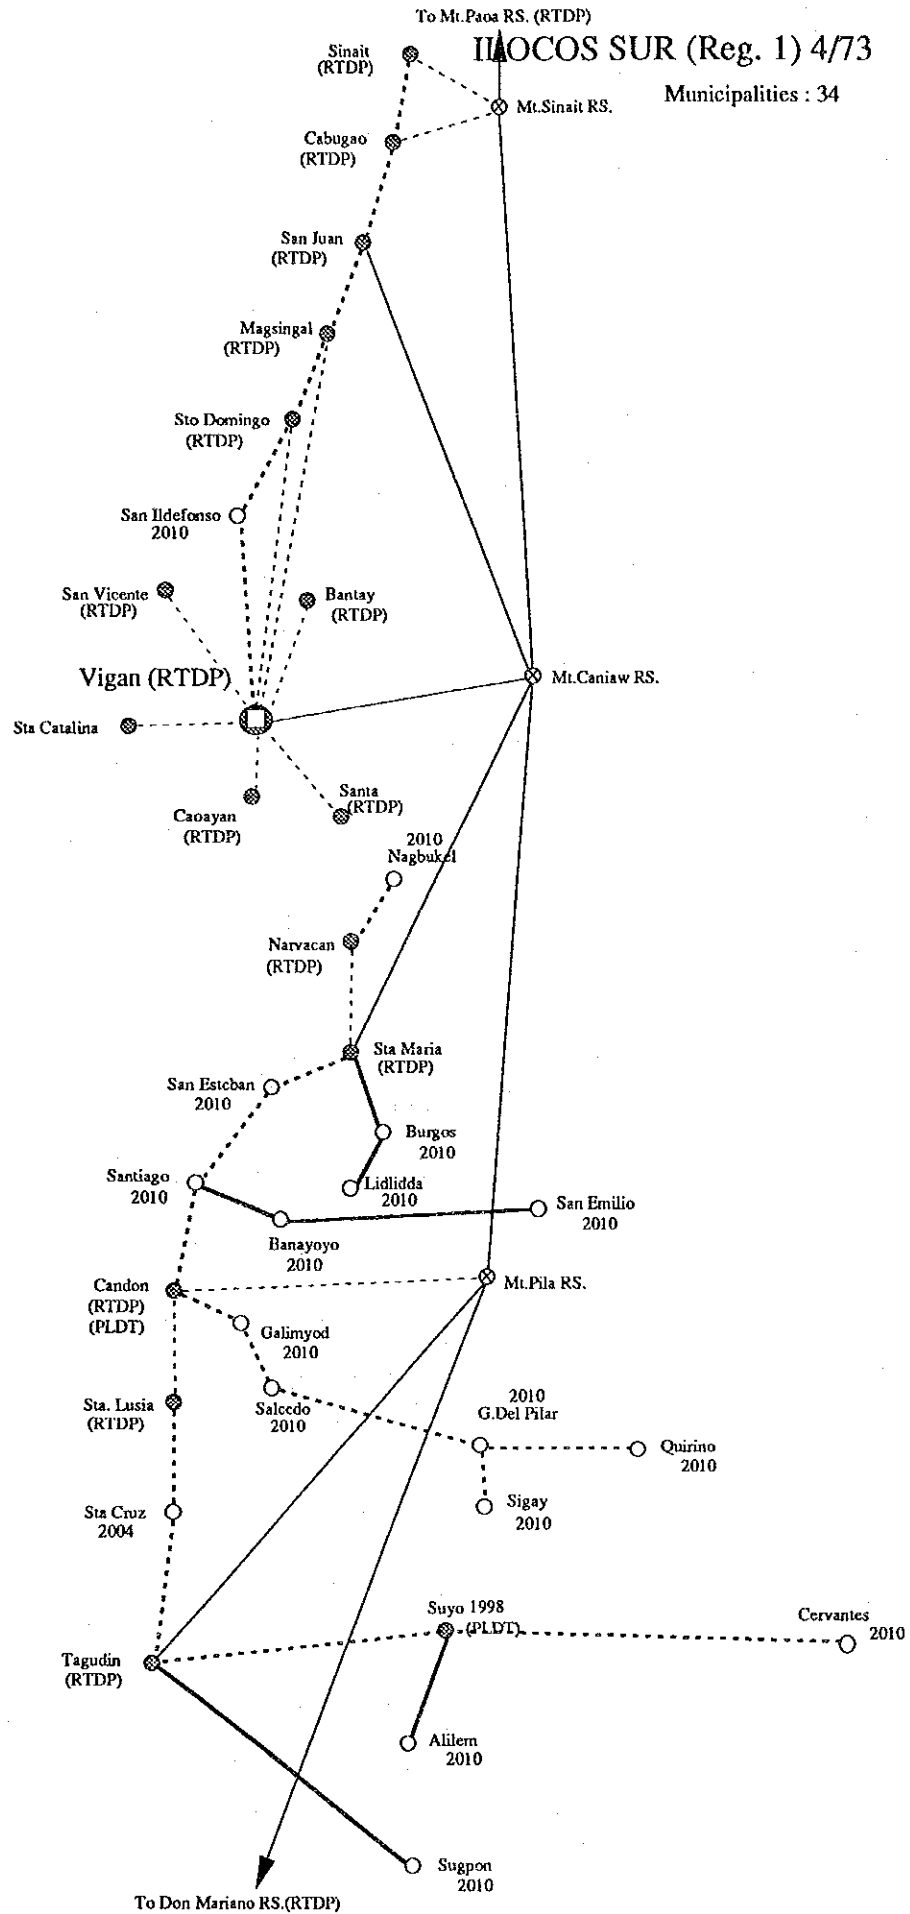 To Mt.Paoa RS. (RTDP)
ILOCOS SUR (Reg. 1) 4/73
Municipalities : 34
Sinait
(RTDP)
Mt.Sinait RS.
Cabugao
(RTDP)
San Juan
(RTDP)
Magsingal
(RTDP)
Sto Domingo
(RTDP)
San Ildefonso
2010
San Vicente
(RTDP)
Bantay
(RTDP)
Vigan (RTDP)
Mt.Caniaw RS.
Sta Catalina
Caoayan
(RTDP)
Santa
(RTDP)
2010
Nagbukel
Narvacan
(RTDP)
Sta Maria
(RTDP)
San Esteban
2010
Burgos
2010
Santiago
2010
Lidlidda
2010
San Emilio
2010
Banayoyo
2010
Candon
(RTDP)
(PLDT)
Mt.Pila RS.
Galimyod
2010
Sta. Lusia
(RTDP)
Salcedo
2010
2010
G.Del Pilar
Quirino
2010
Sta Cruz
2004
Sigay
2010
Suyo 1998
(PLDT)
Cervantes
2010
Tagudin
(RTDP)
Alilem
2010
Sugpon
2010
To Don Mariano RS.(RTDP)